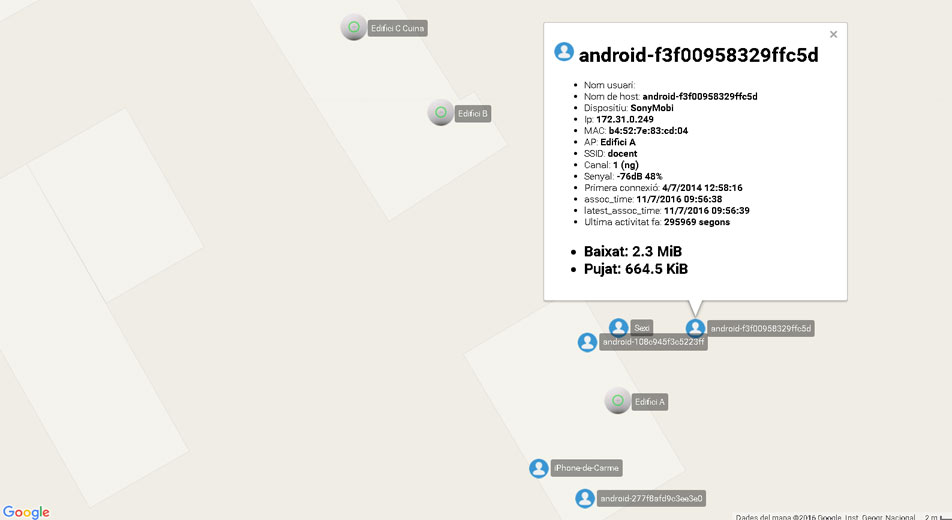 Edifici C Cuina
Edifici B
×
android-f3f00958329ffc5d
Nom usuari:
Nom de host: android-f3f00958329ffc5d
Dispositiu: SonyMobi
Ip: 172.31.0.249
MAC: b4:52:7e:83:cd:04
AP: Edifici A
SSID: docent
Canal: 1 (ng)
Senyal: -76dB 48%
Primera connexió: 4/7/2014 12:58:16
assoc_time: 11/7/2016 09:56:38
latest_assoc_time: 11/7/2016 09:56:39
Ultima activitat fa: 295969 segons
Baixat: 2.3 MiB
Pujat: 664.5 KiB
Sexi
android-f3f00958329ffc5d
android-108c945f3c5223ff
Edifici A
iPhone-de-Carme
android-277f8afd9c3ee3e0
Google
Dades del mapa ©2016 Google, Inst. Geogr. Nacional
2 m